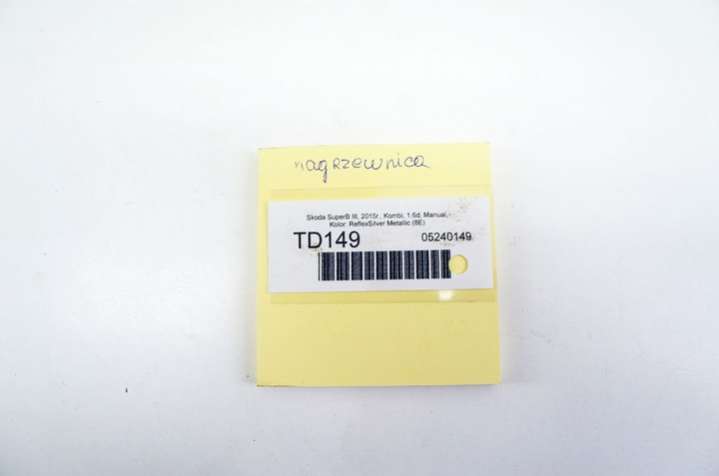 nagrzewnica
Skoda SuperB III, 2015r., Kombi, 1.6d, Manual,
Kolor: ReflexSilver Metallic (8E)
TD149 05240149